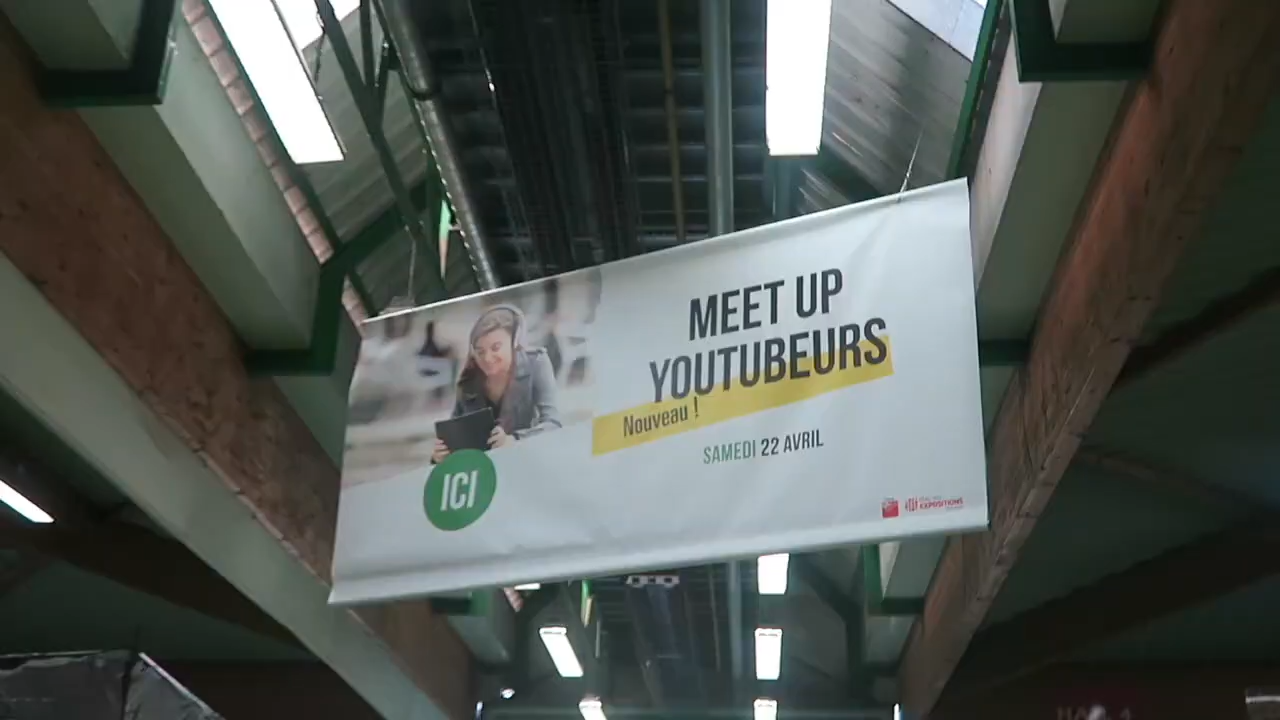 MEET UP
YOUTUBEURS
Nouveau !
SAMEDI 22 AVRIL
ICI
EXPOSITIONS